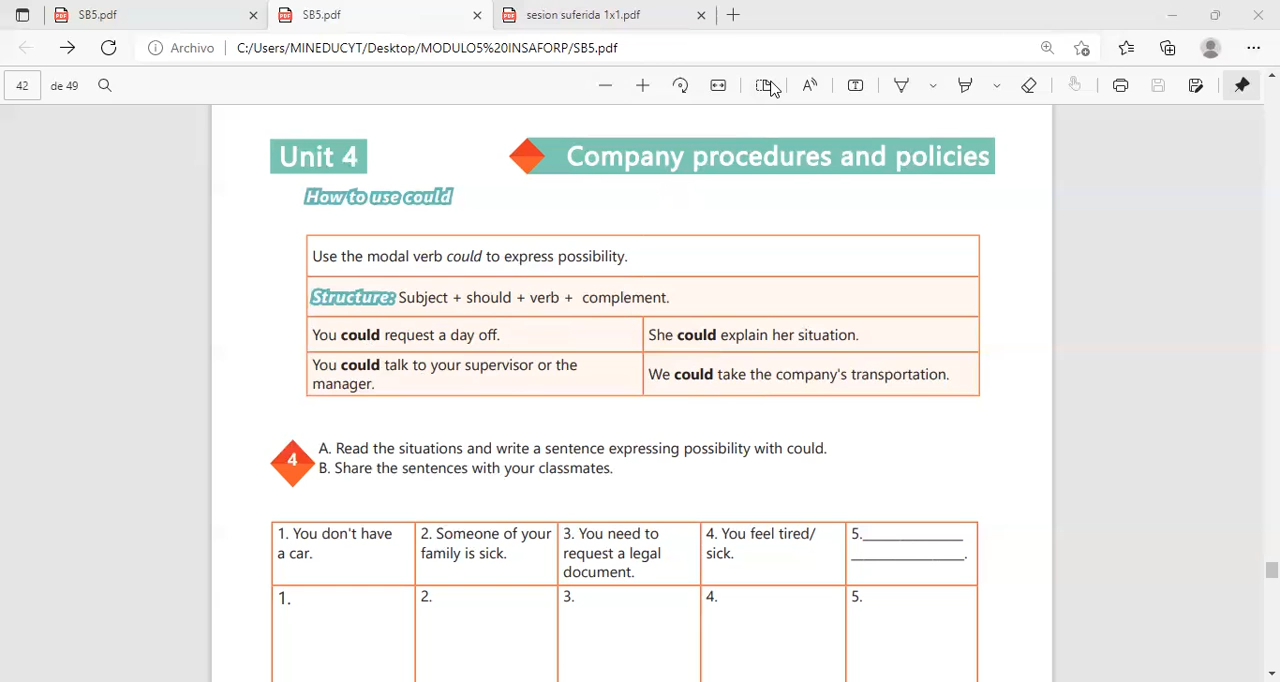 SB5.pdf
SB5.pdf
sesion suferida 1x1.pdf
Archivo
C:/Users/MINEDUCYT/Desktop/MODULO5%20INSAFORP/SB5.pdf
42 de 49
Unit 4
Company procedures and policies
How to use could
Use the modal verb could to express possibility.
Structure: Subject + should + verb + complement.
You could request a day off.
She could explain her situation.
You could talk to your supervisor or the
manager.
We could take the company's transportation.
4
A. Read the situations and write a sentence expressing possibility with could.
B. Share the sentences with your classmates.
1. You don't have
a car.
2. Someone of your
family is sick.
3. You need to
request a legal
document.
4. You feel tired/
sick.
5.____________
______________.
1.
2.
3.
4.
5.